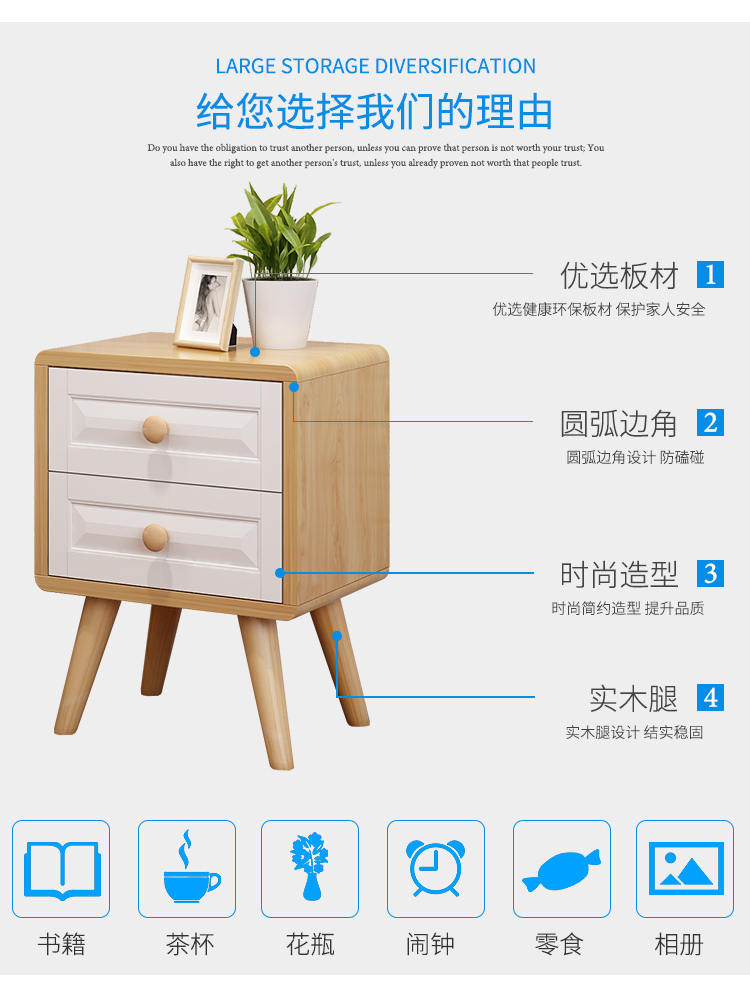 LARGE STORAGE DIVERSIFICATION
给您选择我们的理由
Do you have the obligation to trust another person, unless you can prove that person is not worth your trust; You
also have the right to get another person's trust, unless you already proven not worth that people trust.
优选板材 1
优选健康环保板材 保护家人安全
圆弧边角 2
圆弧边角设计 防磕碰
时尚造型 3
时尚简约造型 提升品质
实木腿 4
实木腿设计 结实稳固
书籍 茶杯 花瓶 闹钟 零食 相册